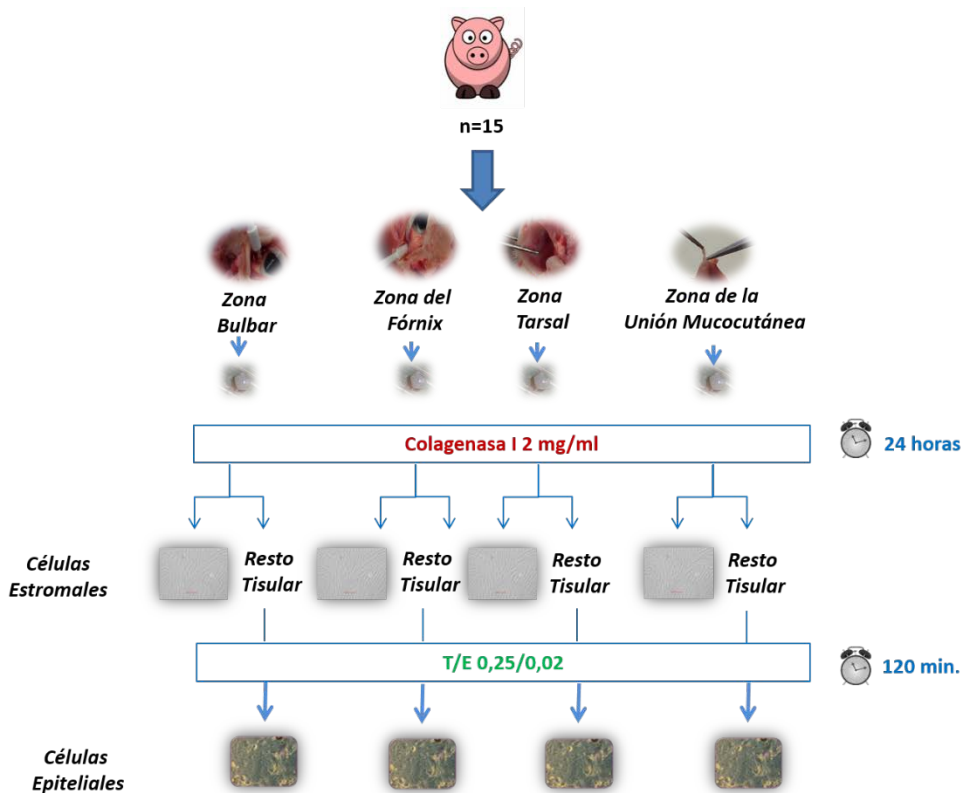 n=15
Zona
Bulbar
Zona del
Fórnix
Zona
Tarsal
Zona de la
Unión Mucocutánea
Colagenasa I 2 mg/ml
24 horas
Células
Estromales
Resto
Tisular
Resto
Tisular
Resto
Tisular
Resto
Tisular
T/E 0,25/0,02
120 min.
Células
Epiteliales